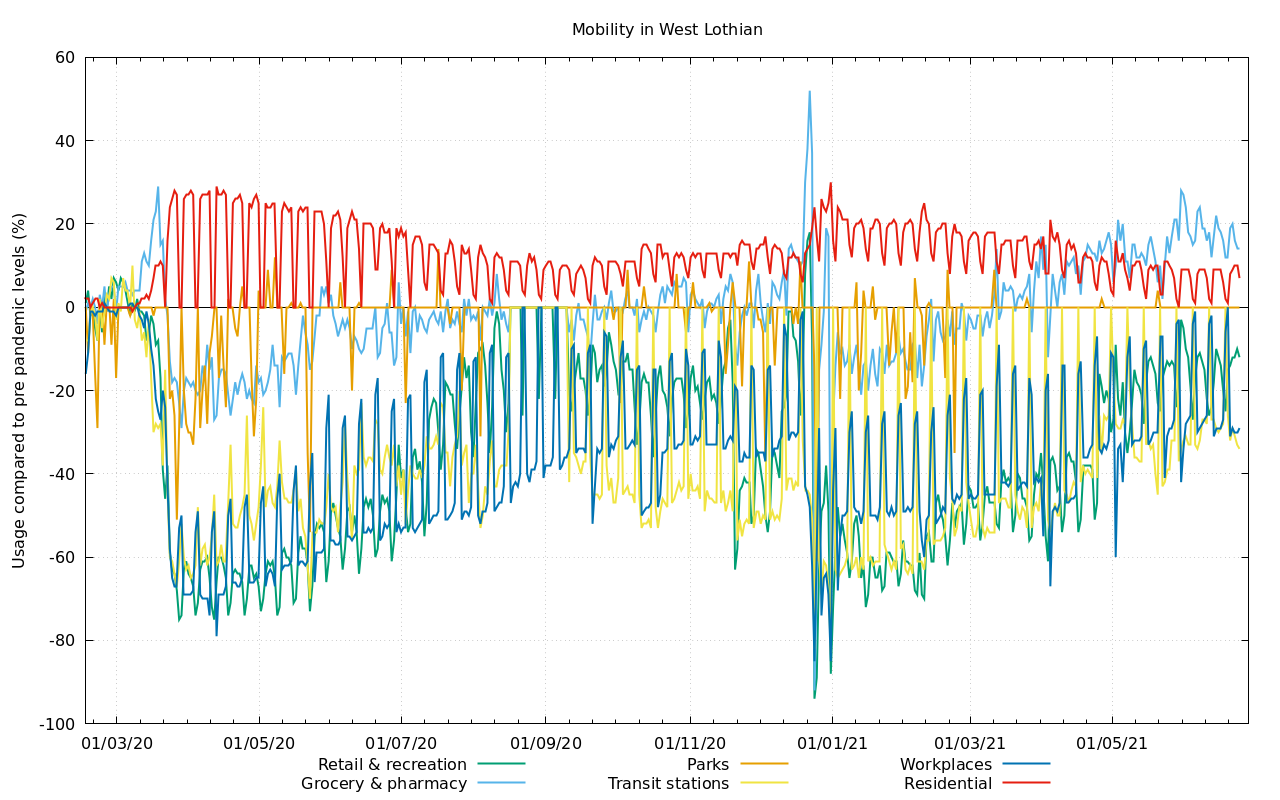 Mobility in West Lothian
Usage compared to pre pandemic levels (%)
60
40
20
0
-20
-40
-60
-80
-100
01/03/20 01/05/20 01/07/20 01/09/20 01/11/20 01/01/21 01/03/21 01/05/21
Retail & recreation Parks Workplaces
Grocery & pharmacy Transit stations Residential